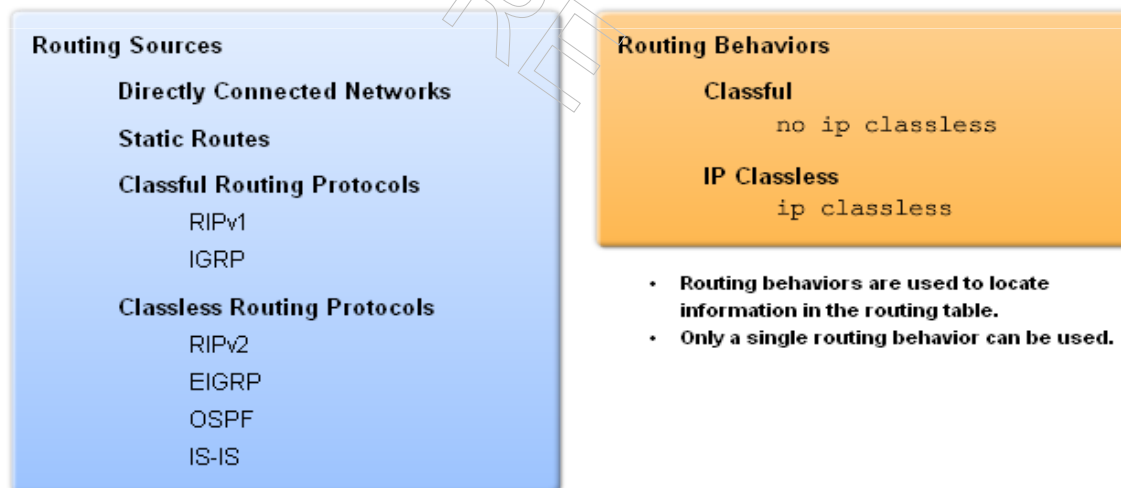 Routing Sources
Directly Connected Networks
Static Routes
Classful Routing Protocols
RIPv1
IGRP
Classless Routing Protocols
RIPv2
EIGRP
OSPF
IS-IS
Routing Behaviors
Classful
no ip classless
IP Classless
ip classless
• Routing behaviors are used to locate
information in the routing table.
• Only a single routing behavior can be used.